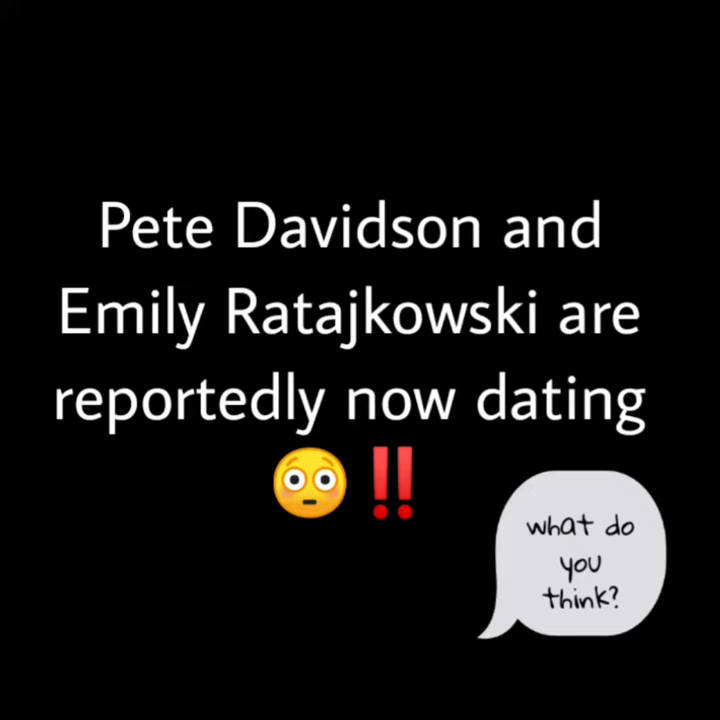 Pete Davidson and
Emily Ratajkowski are
reportedly now dating
😳‼️
what do
you
think?